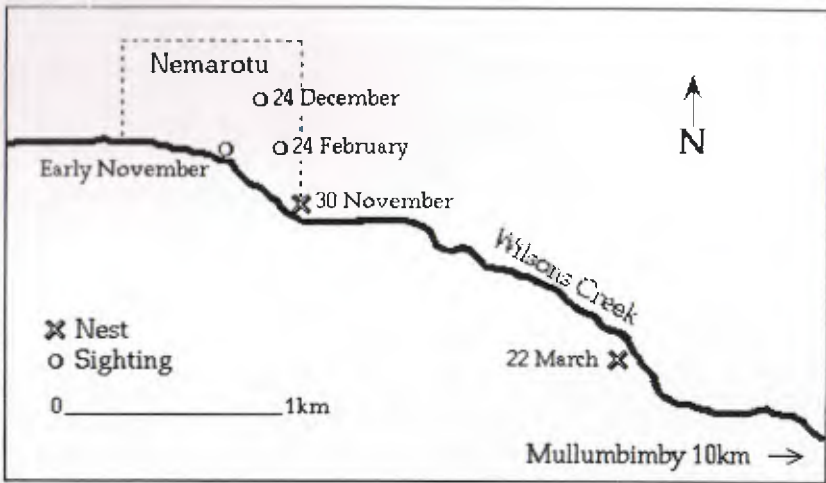 Nemarotu
24 December
24 February
Early November
N
30 November
Wilsons Creek
Nest
Sighting
22 March
0 1km
Mullumbimby 10km